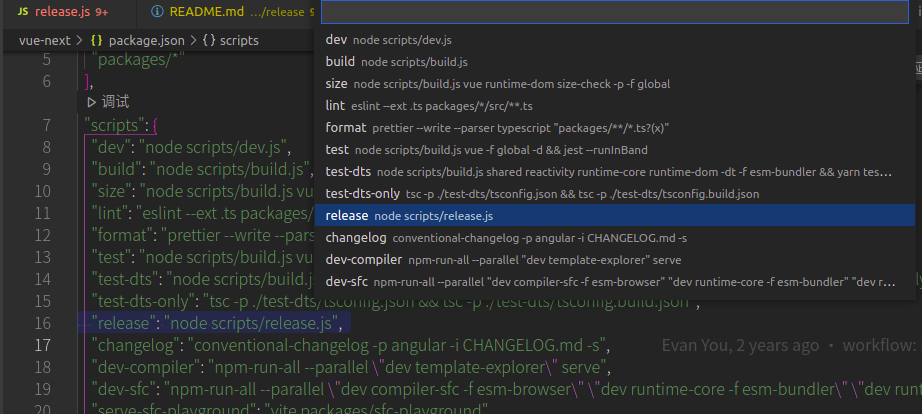 release.js 9+
README.md .../release 9+
vue-next > package.json > scripts
5 "packages/*"
6 ],
调试
7 "scripts": {
8 "dev": "node scripts/dev.js",
9 "build": "node scripts/build.js",
10 "size": "node scripts/build.js vu
11 "lint": "eslint --ext .ts packages/
12 "format": "prettier --write --pars
13 "test": "node scripts/build.js vu
14 "test-dts": "node scripts/build.js
15 "test-dts-only": "tsc -p ./test-dts/tsconfig.json && tsc -p ./test-dts/tsconfig.build.json",
16 "release": "node scripts/release.js",
17 "changelog": "conventional-changelog -p angular -i CHANGELOG.md -s", Evan You, 2 years ago • workflow:
18 "dev-compiler": "npm-run-all --parallel \"dev template-explorer\" serve",
19 "dev-sfc": "npm-run-all --parallel \"dev compiler-sfc -f esm-browser\" \"dev runtime-core -f esm-bundler\" \"dev run
20 "serve-sfc-playground": "vite packages/sfc-playground"
dev node scripts/dev.js
build node scripts/build.js
size node scripts/build.js vue runtime-dom size-check -p -f global
lint eslint --ext .ts packages/*/src/**.ts
format prettier --write --parser typescript "packages/**/*.ts?(x)"
test node scripts/build.js vue -f global -d && jest --runInBand
test-dts node scripts/build.js shared reactivity runtime-core runtime-dom -dt -f esm-bundler && yarn tes...
test-dts-only tsc -p ./test-dts/tsconfig.json && tsc -p ./test-dts/tsconfig.build.json
release node scripts/release.js
changelog conventional-changelog -p angular -i CHANGELOG.md -s
dev-compiler npm-run-all --parallel "dev template-explorer" serve
dev-sfc npm-run-all --parallel "dev compiler-sfc -f esm-browser" "dev runtime-core -f esm-bundler" "dev r...